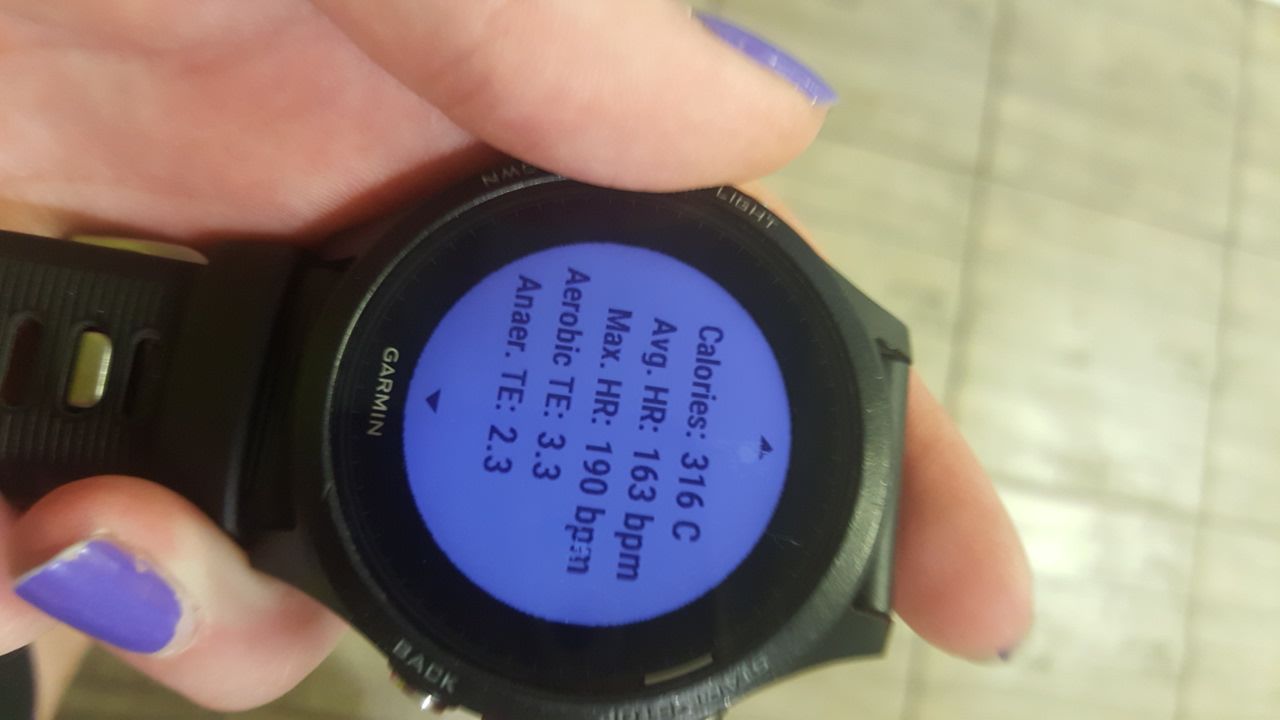 LIGHT
Calories: 316 C
Avg. HR: 163 bpm
Max. HR: 190 bpm
Aerobic TE: 3.3
Anaer. TE: 2.3
GARMIN
BACK